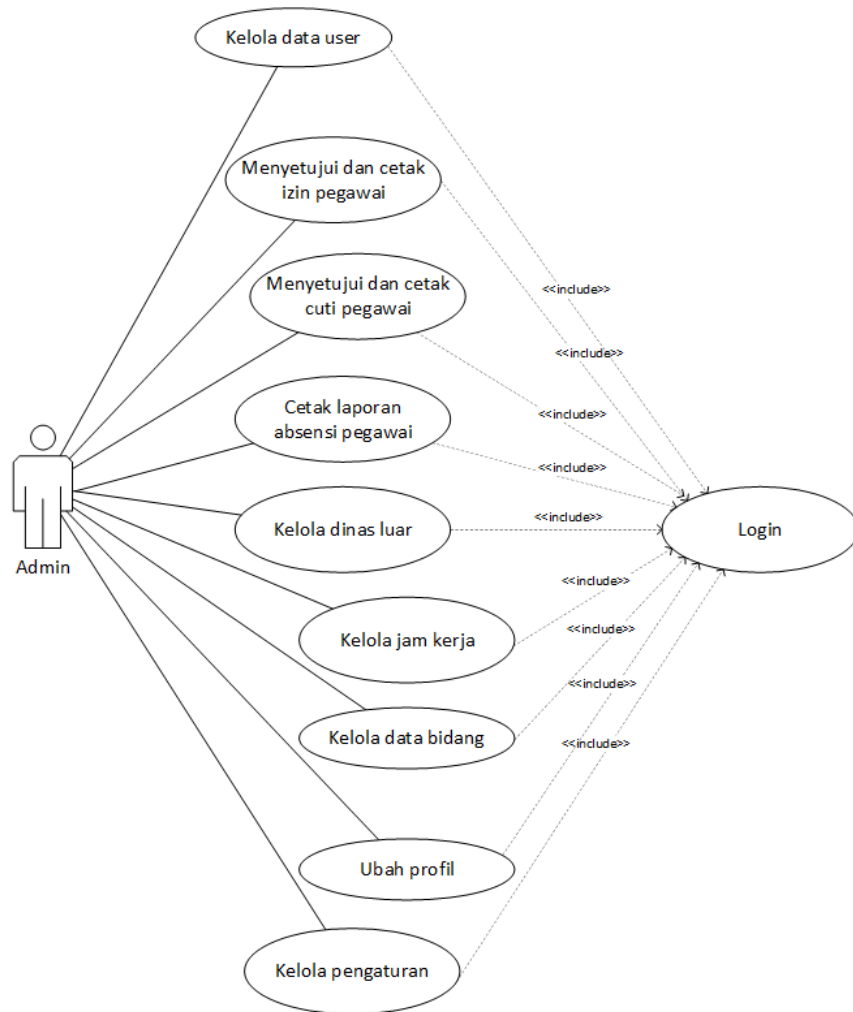 Kelola data user
Menyetujui dan cetak
izin pegawai
Menyetujui dan cetak
cuti pegawai
<<include>>
<<include>>
Cetak laporan
absensi pegawai
<<include>>
<<include>>
Kelola dinas luar
<<include>>
Login
Admin
<<include>>
Kelola jam kerja
<<include>>
<<include>>
Kelola data bidang
<<include>>
Ubah profil
Kelola pengaturan